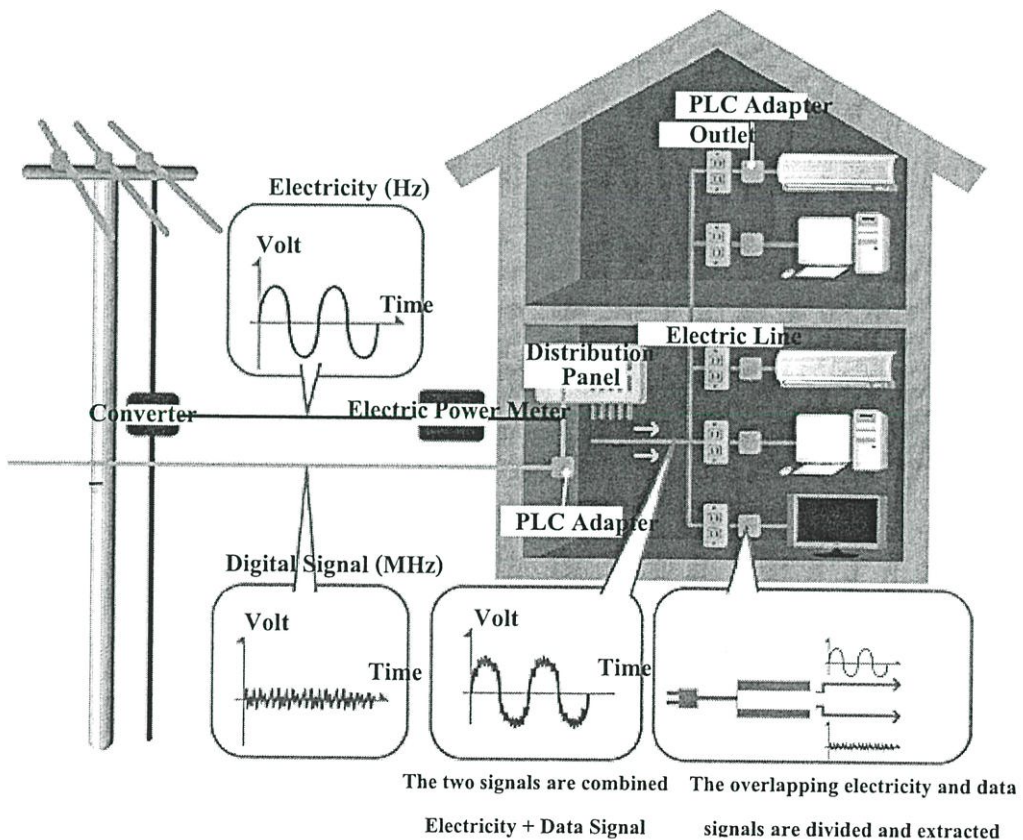 PLC Adapter
Outlet
Electricity (Hz)
Volt
Time
Electric Line
Distribution
Panel
Converter
Electric Power Meter
PLC Adapter
Digital Signal (MHz)
Volt
Time
Volt
Time
The two signals are combined
Electricity + Data Signal
The overlapping electricity and data
signals are divided and extracted